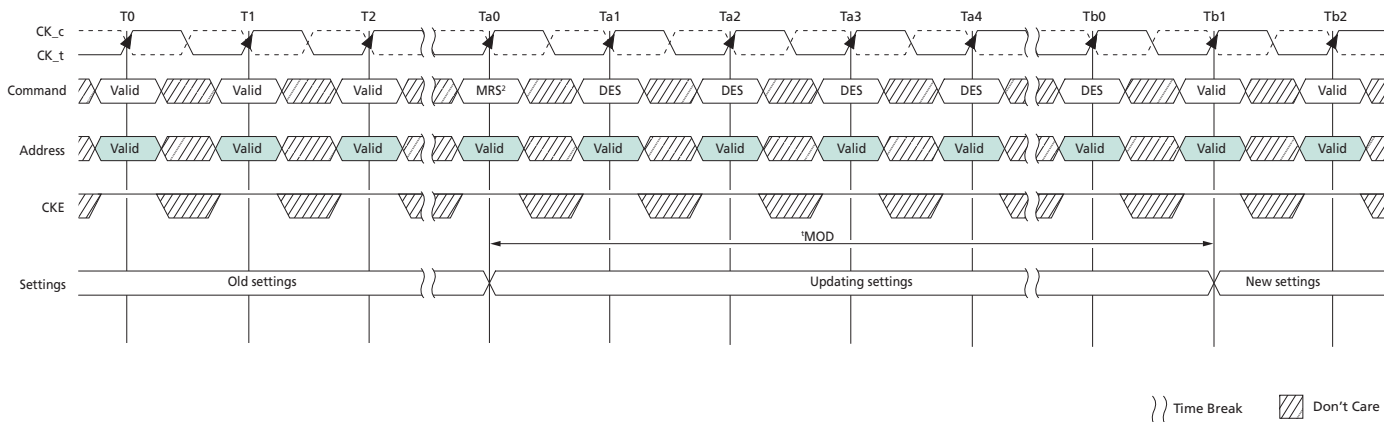 T0 T1 T2 Ta0 Ta1 Ta2 Ta3 Ta4 Tb0 Tb1 Tb2
CK_c
CK_t
Command Valid Valid Valid MRS² DES DES DES DES DES Valid Valid
Address Valid Valid Valid Valid Valid Valid Valid Valid Valid Valid Valid
CKE
tMOD
Settings Old settings Updating settings New settings
Time Break Don't Care